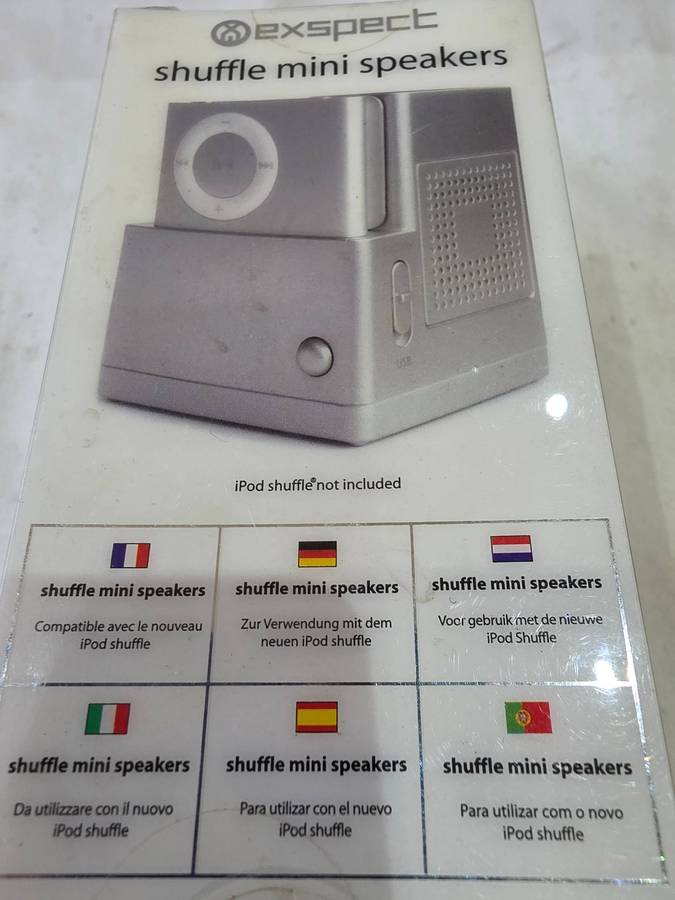 exspect
shuffle mini speakers
USB
iPod shuffle® not included
shuffle mini speakers
Compatible avec le nouveau
iPod shuffle
shuffle mini speakers
Zur Verwendung mit dem
neuen iPod shuffle
shuffle mini speakers
Voor gebruik met de nieuwe
iPod Shuffle
shuffle mini speakers
Da utilizzare con il nuovo
iPod shuffle
shuffle mini speakers
Para utilizar con el nuevo
iPod shuffle
shuffle mini speakers
Para utilizar com o novo
iPod shuffle